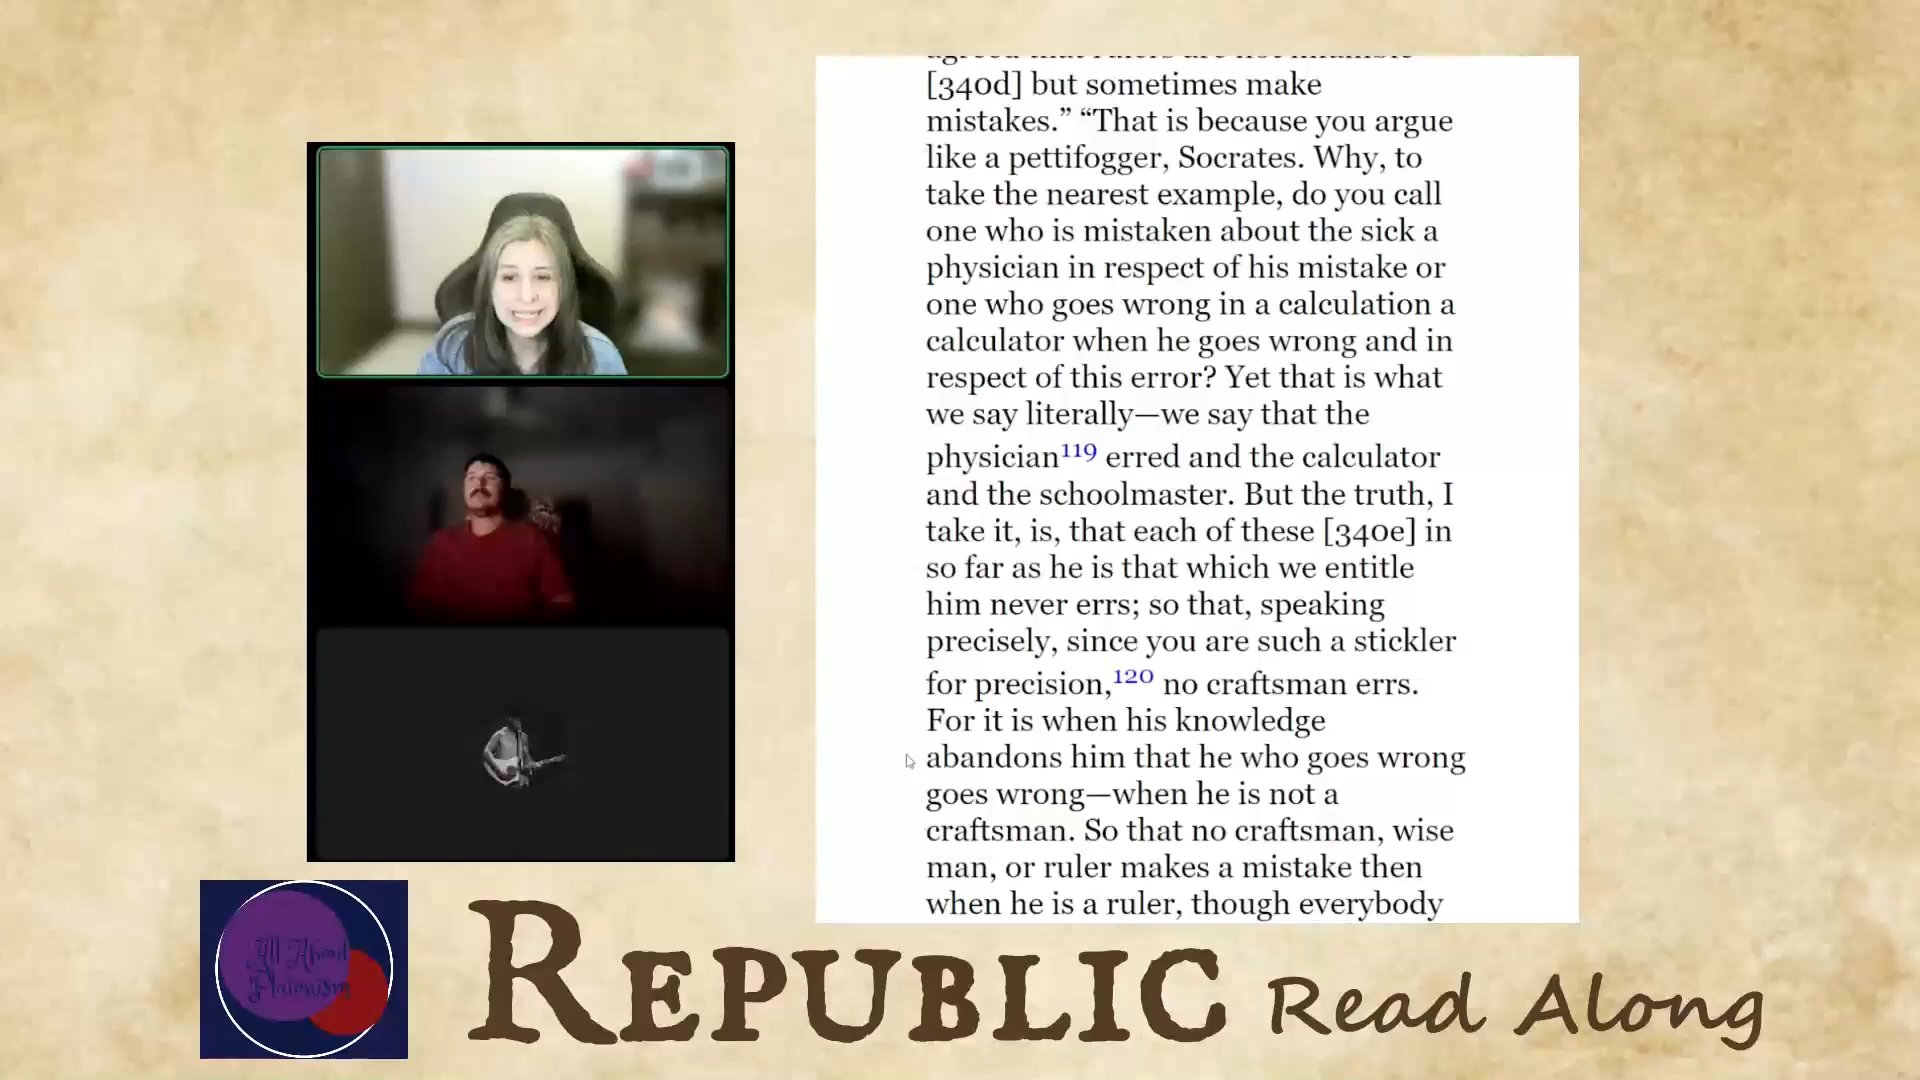 [340d] but sometimes make
mistakes.” “That is because you argue
like a pettifogger, Socrates. Why, to
take the nearest example, do you call
one who is mistaken about the sick a
physician in respect of his mistake or
one who goes wrong in a calculation a
calculator when he goes wrong and in
respect of this error? Yet that is what
we say literally—we say that the
physician119 erred and the calculator
and the schoolmaster. But the truth, I
take it, is, that each of these [340e] in
so far as he is that which we entitle
him never errs; so that, speaking
precisely, since you are such a stickler
for precision,120 no craftsman errs.
For it is when his knowledge
abandons him that he who goes wrong
goes wrong—when he is not a
craftsman. So that no craftsman, wise
man, or ruler makes a mistake then
when he is a ruler, though everybody
All About
REPUBLIC Read Along